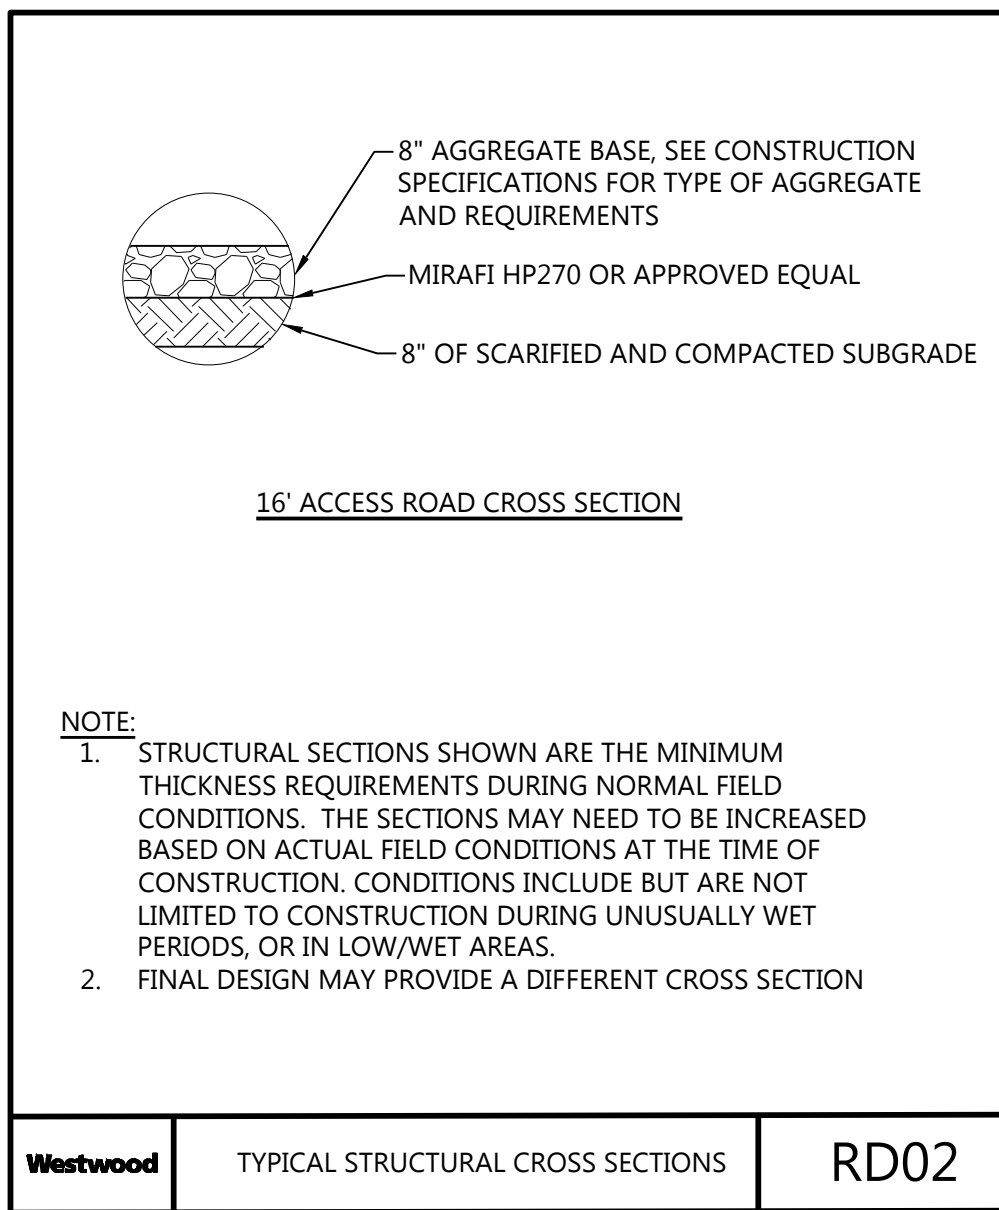 8" AGGREGATE BASE, SEE CONSTRUCTION
SPECIFICATIONS FOR TYPE OF AGGREGATE
AND REQUIREMENTS
MIRAFI HP270 OR APPROVED EQUAL
8" OF SCARIFIED AND COMPACTED SUBGRADE
16' ACCESS ROAD CROSS SECTION
NOTE:
1. STRUCTURAL SECTIONS SHOWN ARE THE MINIMUM
THICKNESS REQUIREMENTS DURING NORMAL FIELD
CONDITIONS. THE SECTIONS MAY NEED TO BE INCREASED
BASED ON ACTUAL FIELD CONDITIONS AT THE TIME OF
CONSTRUCTION. CONDITIONS INCLUDE BUT ARE NOT
LIMITED TO CONSTRUCTION DURING UNUSUALLY WET
PERIODS, OR IN LOW/WET AREAS.
2. FINAL DESIGN MAY PROVIDE A DIFFERENT CROSS SECTION
Westwood
TYPICAL STRUCTURAL CROSS SECTIONS
RD02